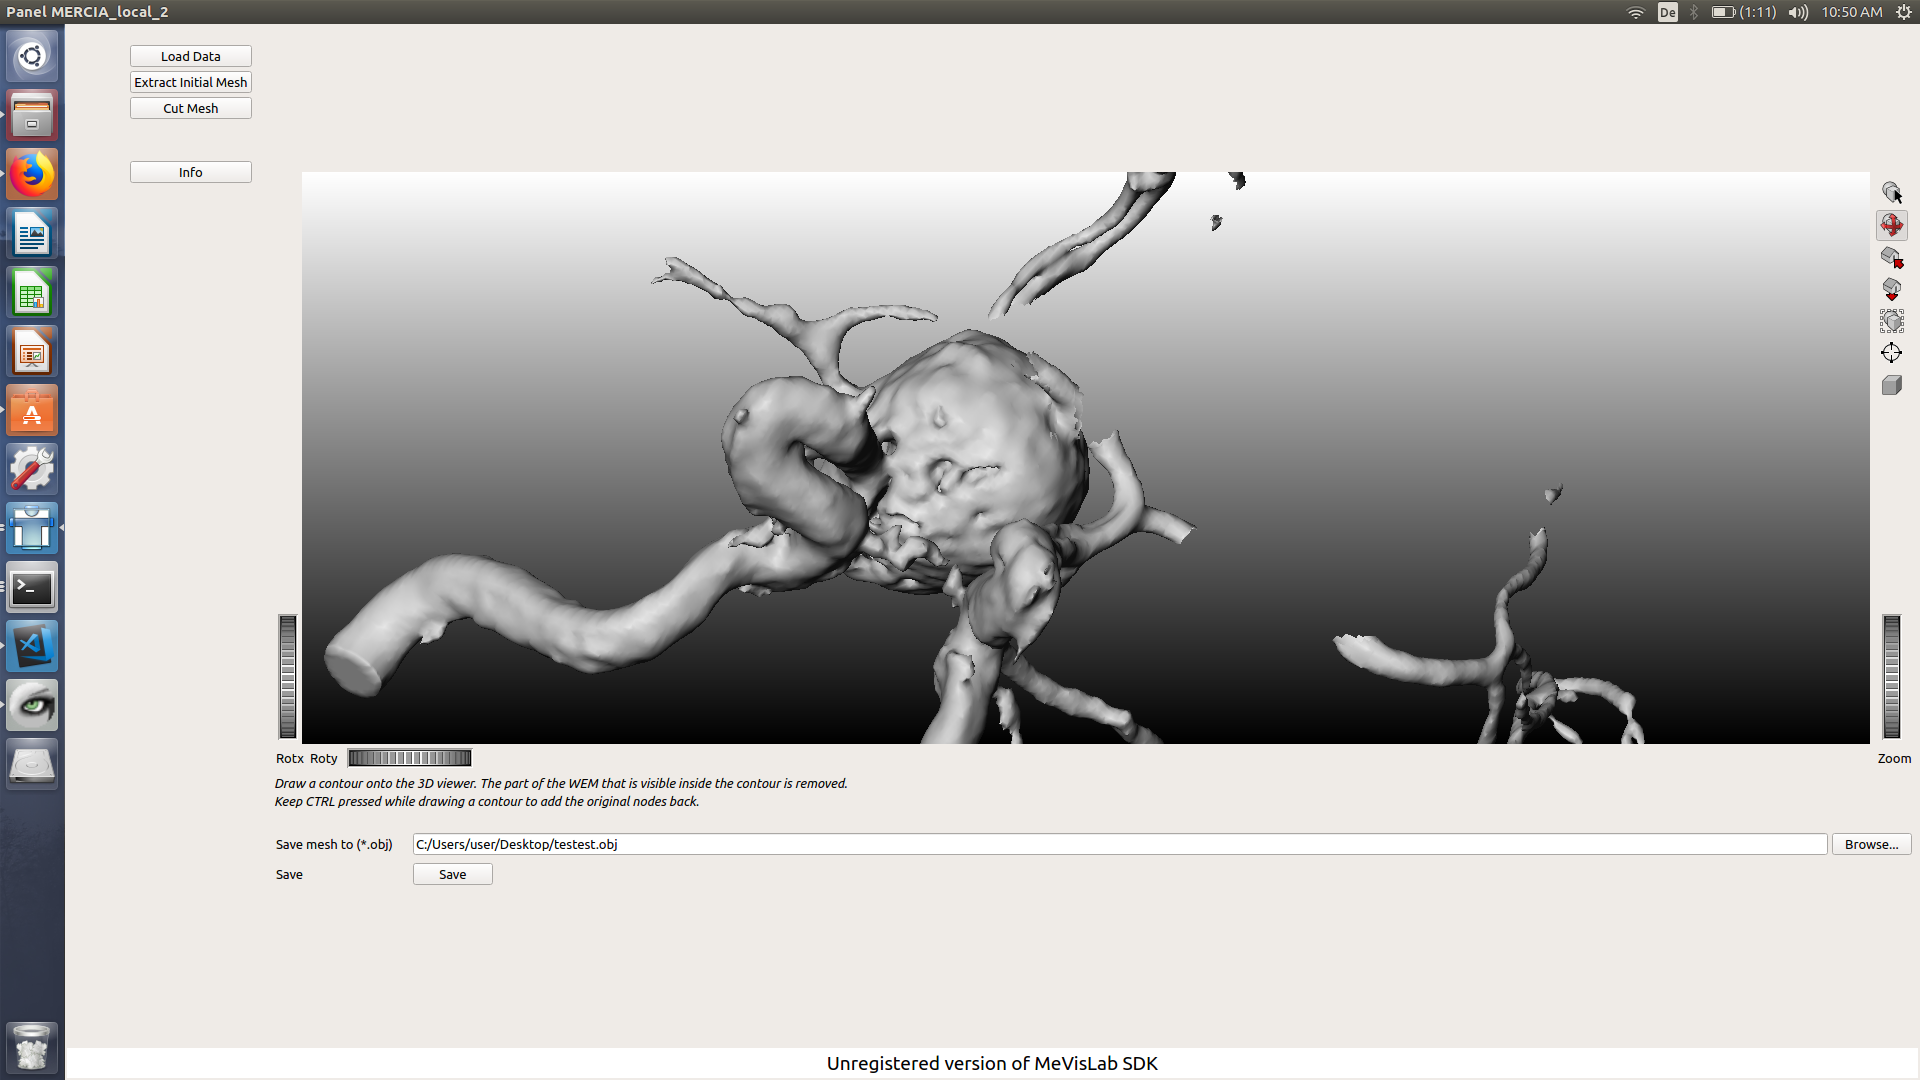 Panel MERCIA_local_2
De
(1:11)
10:50 AM
Load Data
Extract Initial Mesh
Cut Mesh
Info
Rotx Roty
Zoom
Draw a contour onto the 3D viewer. The part of the WEM that is visible inside the contour is removed.
Keep CTRL pressed while drawing a contour to add the original nodes back.
Save mesh to (*.obj)
C:/Users/user/Desktop/testest.obj
Browse...
Save
Save
Unregistered version of MeVisLab SDK